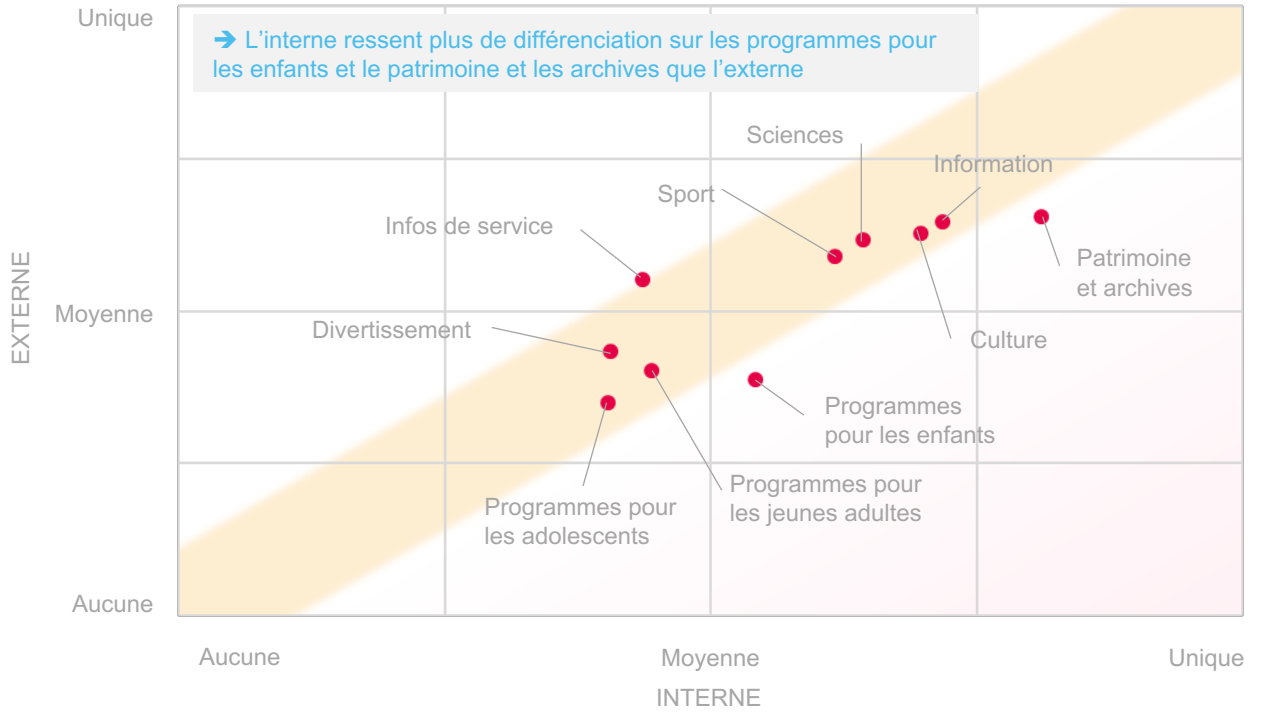 Unique
➔ L’interne ressent plus de différenciation sur les programmes pour
les enfants et le patrimoine et les archives que l’externe
Sciences
Information
Sport
Infos de service
Patrimoine
et archives
EXTERNE
Moyenne
Divertissement
Culture
Programmes
pour les enfants
Programmes pour
les jeunes adultes
Programmes pour
les adolescents
Aucune
Aucune
Moyenne
Unique
INTERNE